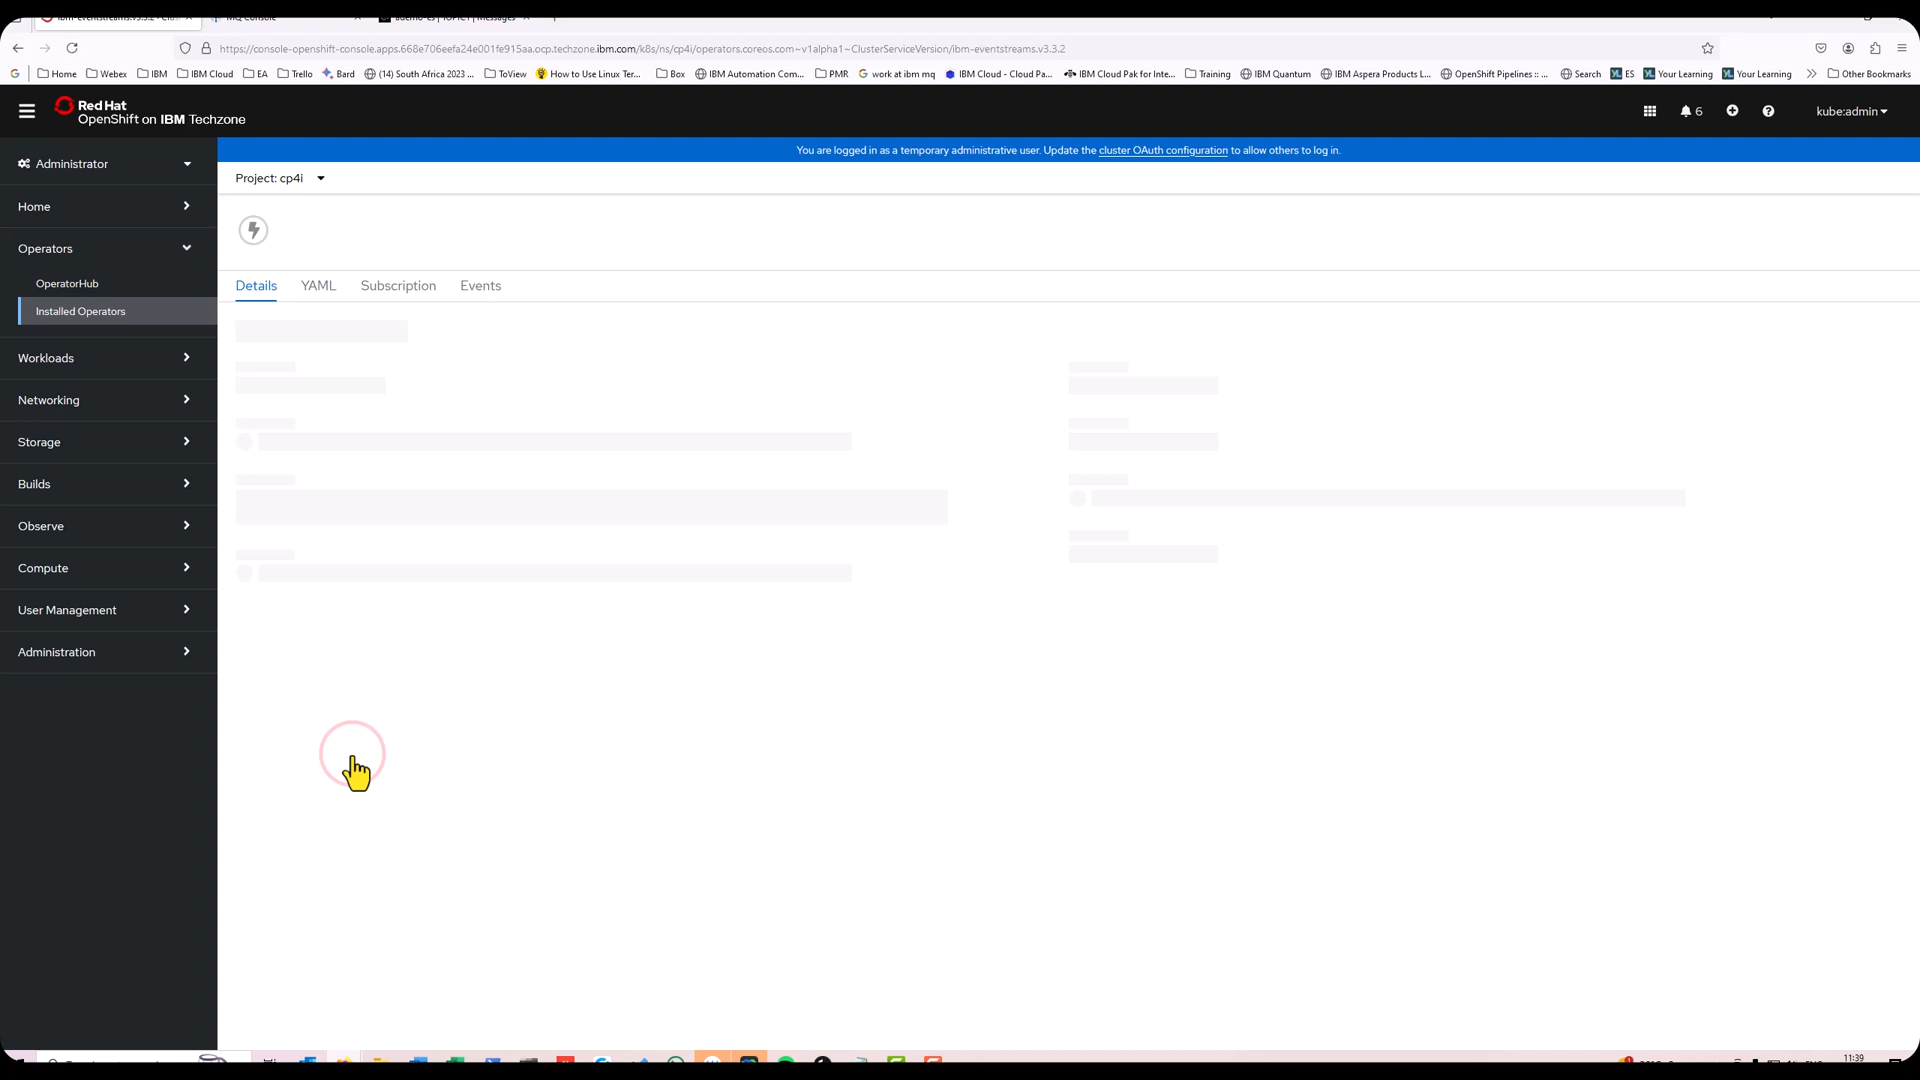 ibm-eventstreams.v3.3.2 · Clus
MQ Console
ademo-es | TOPIC1 | Messages
https://console-openshift-console.apps.668e706eefa24e001fe915aa.ocp.techzone.ibm.com/k8s/ns/cp4i/operators.coreos.com~v1alpha1~ClusterServiceVersion/ibm-eventstreams.v3.3.2
Home Webex IBM IBM Cloud EA Trello Bard (14) South Africa 2023 ... ToView How to Use Linux Ter... Box IBM Automation Com... PMR work at ibm mq IBM Cloud - Cloud Pa... IBM Cloud Pak for Inte... Training IBM Quantum IBM Aspera Products L... OpenShift Pipelines :: ... Search ES Your Learning Your Learning Other Bookmarks
Red Hat
OpenShift on IBM Techzone
6
kube:admin
Administrator
You are logged in as a temporary administrative user. Update the cluster OAuth configuration to allow others to log in.
Project: cp4i
Home
Operators
OperatorHub
Installed Operators
Workloads
Networking
Storage
Builds
Observe
Compute
User Management
Administration
Details YAML Subscription Events
11:39